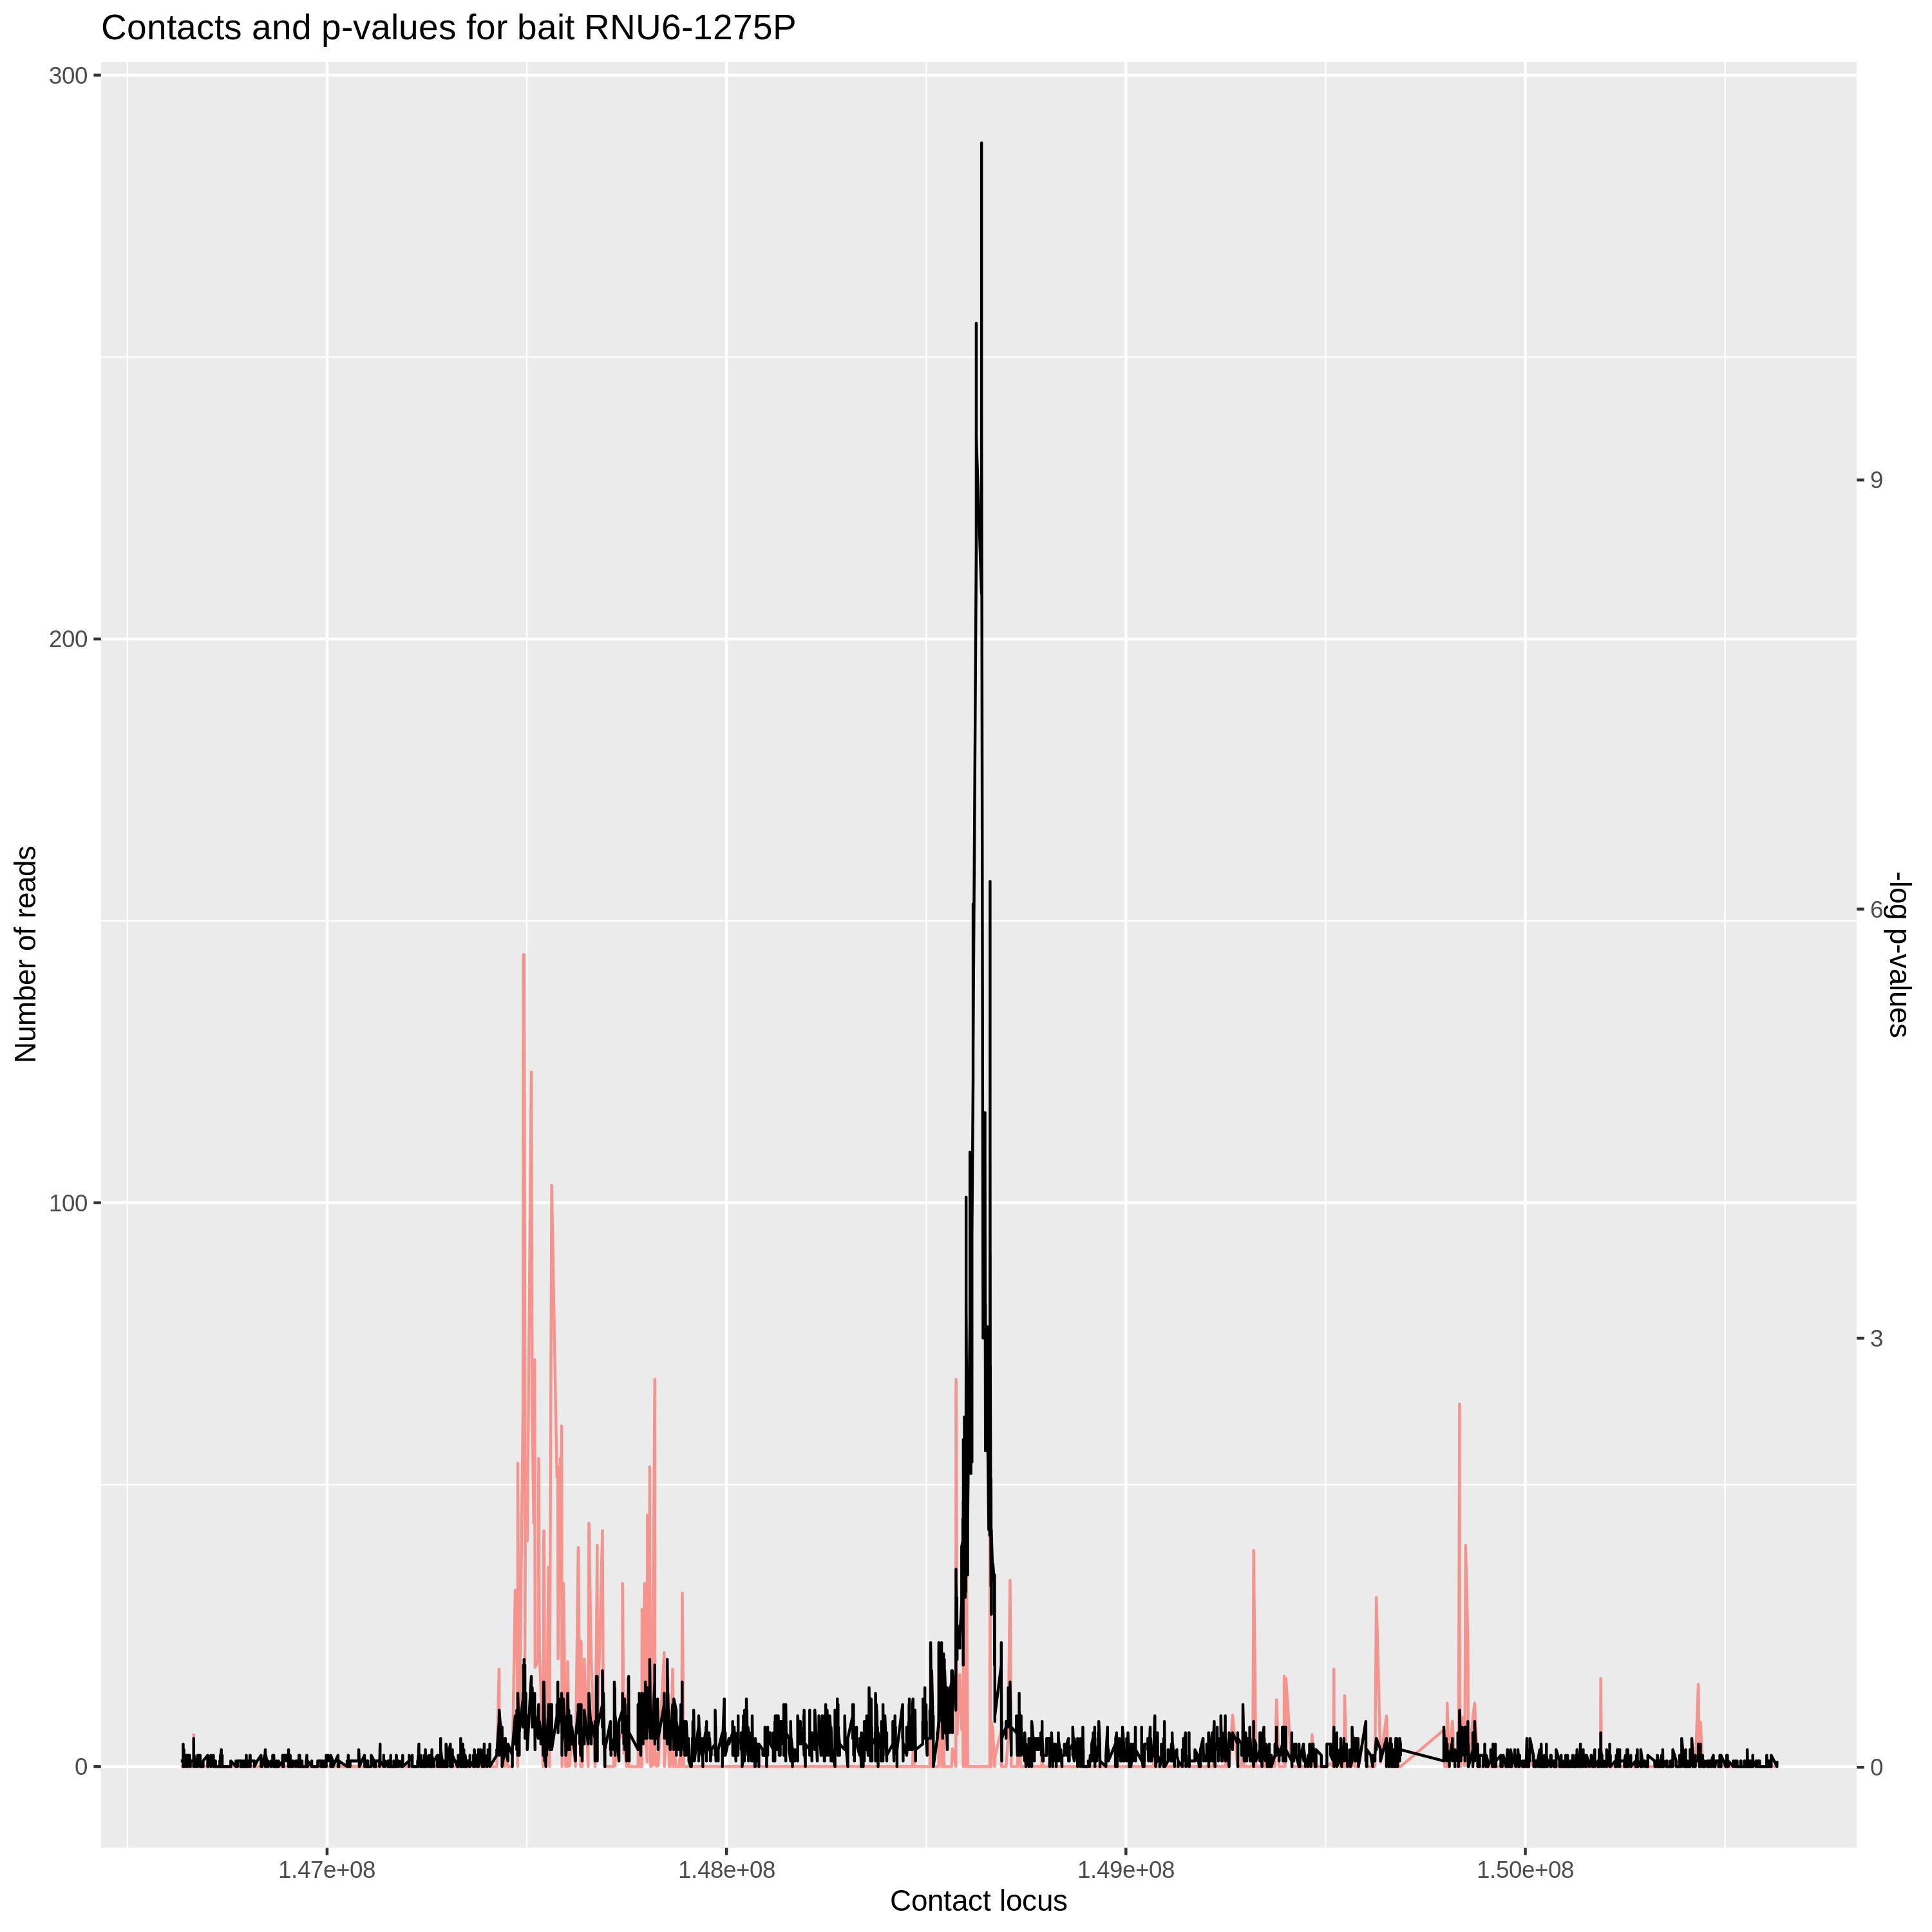 Contacts and p-values for bait RNU6-1275P
300
200
100
0
Number of reads
9
6
3
0
-log p-values
1.47e+08
1.48e+08
1.49e+08
1.50e+08
Contact locus